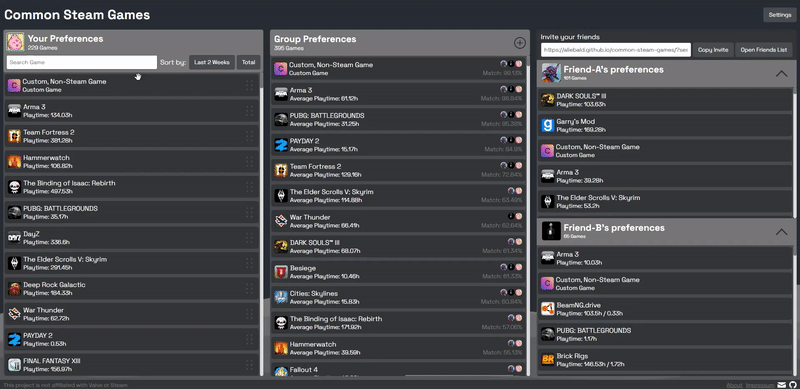 Common Steam Games
Settings
Your Preferences
229 Games
Search Game
Sort by:
Last 2 Weeks
Total
Custom, Non-Steam Game
Custom Game
Arma 3
Playtime: 134.03h
Team Fortress 2
Playtime: 381.28h
Hammerwatch
Playtime: 106.82h
The Binding of Isaac: Rebirth
Playtime: 497.53h
PUBG: BATTLEGROUNDS
Playtime: 35.17h
DayZ
Playtime: 336.6h
The Elder Scrolls V: Skyrim
Playtime: 291.45h
Deep Rock Galactic
Playtime: 184.33h
War Thunder
Playtime: 62.72h
PAYDAY 2
Playtime: 0.53h
FINAL FANTASY XIII
Playtime: 156.97h
Group Preferences
395 Games
Custom, Non-Steam Game
Custom Game
Match: 99.13%
Arma 3
Average Playtime: 61.12h
Match: 98.84%
PUBG: BATTLEGROUNDS
Average Playtime: 31.25h
Match: 95.35%
PAYDAY 2
Average Playtime: 15.17h
Match: 84.9%
Team Fortress 2
Average Playtime: 129.16h
Match: 72.84%
The Elder Scrolls V: Skyrim
Average Playtime: 114.88h
Match: 63.49%
War Thunder
Average Playtime: 66.41h
Match: 62.64%
DARK SOULS™ III
Average Playtime: 68.07h
Match: 61.34%
Besiege
Average Playtime: 10.46h
Match: 61.33%
Cities: Skylines
Average Playtime: 15.83h
Match: 60.84%
The Binding of Isaac: Rebirth
Average Playtime: 171.92h
Match: 57.06%
Hammerwatch
Average Playtime: 39.59h
Match: 55.13%
Fallout 4
Invite your friends
https://allebald.github.io/common-steam-games/?ses
Copy Invite
Open Friends List
Friend-A's preferences
101 Games
DARK SOULS™ III
Playtime: 103.63h
Garry's Mod
Playtime: 169.28h
Custom, Non-Steam Game
Custom Game
Arma 3
Playtime: 39.28h
The Elder Scrolls V: Skyrim
Playtime: 53.2h
Friend-B's preferences
65 Games
Arma 3
Playtime: 10.03h
Custom, Non-Steam Game
Custom Game
BeamNG.drive
Playtime: 103.5h / 0.33h
PUBG: BATTLEGROUNDS
Playtime: 1.17h
Brick Rigs
Playtime: 146.53h / 1.72h
This project is not affiliated with Valve or Steam
About
Impressum